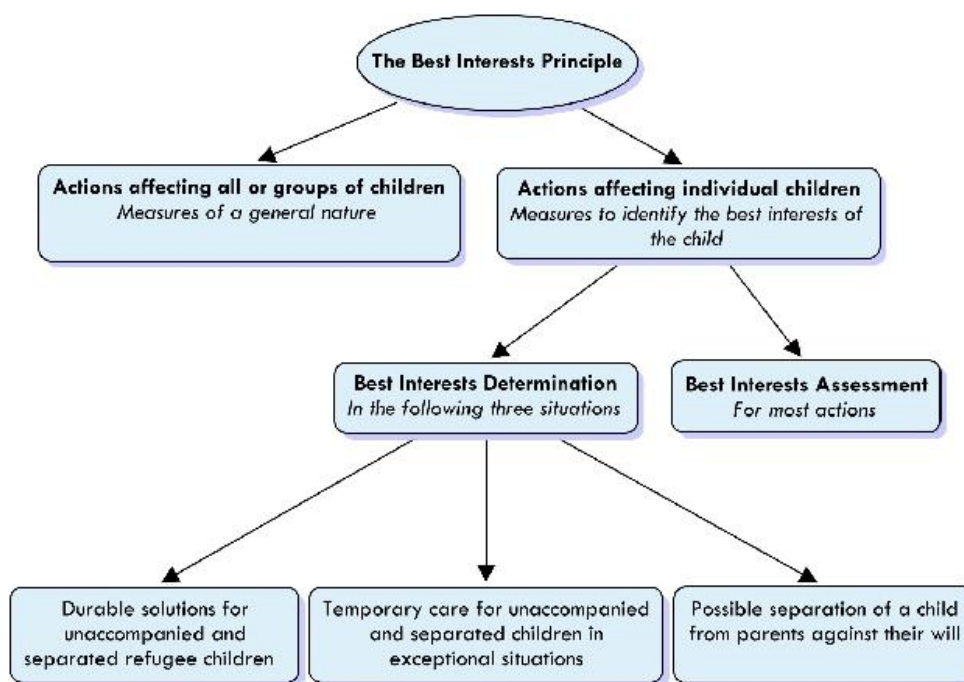 The Best Interests Principle
Actions affecting all or groups of children
Measures of a general nature
Actions affecting individual children
Measures to identify the best interests of
the child
Best Interests Determination
In the following three situations
Best Interests Assessment
For most actions
Durable solutions for
unaccompanied and
separated refugee children
Temporary care for unaccompanied
and separated children in
exceptional situations
Possible separation of a child
from parents against their will